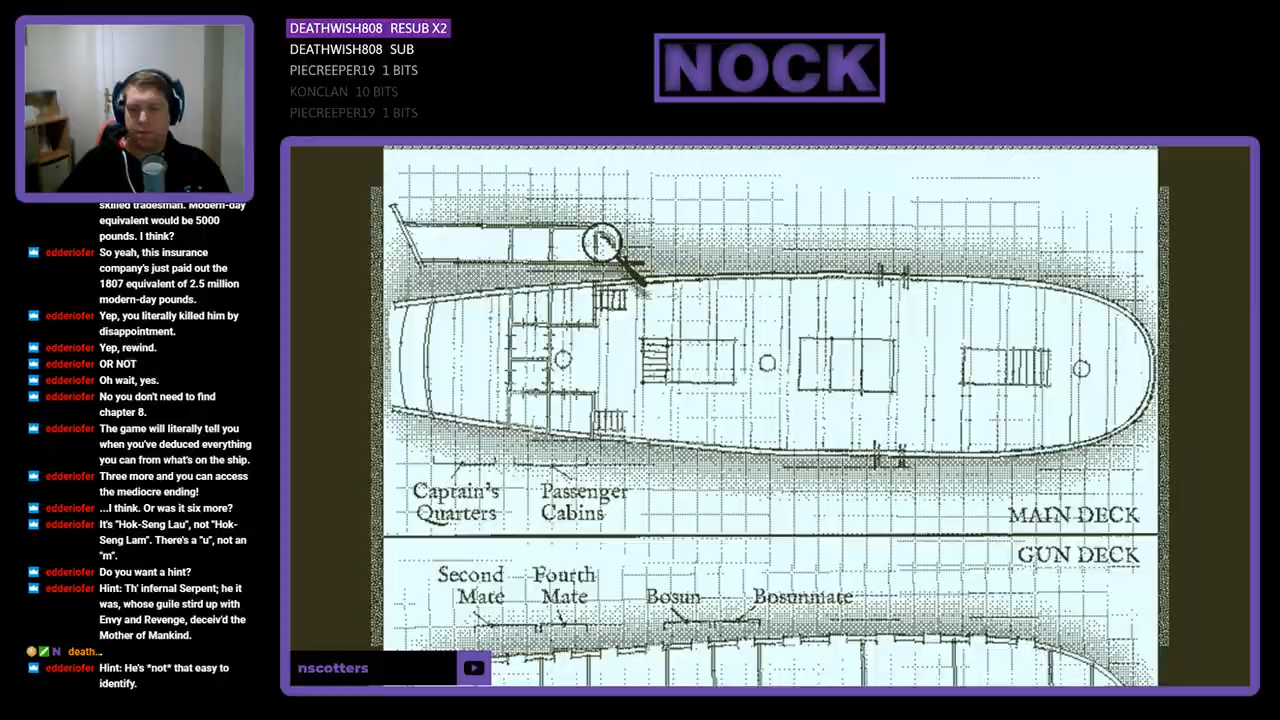 DEATHWISH808 RESUB X2
DEATHWISH808 SUB
PIECREEPER19 1 BITS
KONCLAN 10 BITS
PIECREEPER19 1 BITS
NOCK
skilled tradesman. Modern-day
equivalent would be 5000
pounds. I think?
edderiofer So yeah, this insurance
company's just paid out the
1807 equivalent of 2.5 million
modern-day pounds.
edderiofer Yep, you literally killed him by
disappointment.
edderiofer Yep, rewind.
edderiofer OR NOT
edderiofer Oh wait, yes.
edderiofer No you don't need to find
chapter 8.
edderiofer The game will literally tell you
when you've deduced everything
you can from what's on the ship.
edderiofer Three more and you can access
the mediocre ending!
edderiofer ...I think. Or was it six more?
edderiofer It's "Hok-Seng Lau", not "Hok-
Seng Lam". There's a "u", not an
"m".
edderiofer Do you want a hint?
edderiofer Hint: Th' infernal Serpent; he it
was, whose guile stird up with
Envy and Revenge, deceiv'd the
Mother of Mankind.
N death...
edderiofer Hint: He's *not* that easy to
identify.
Captain's
Quarters
Passenger
Cabins
MAIN DECK
GUN DECK
Second
Mate
Fourth
Mate
Bosun
Bosunmate
nscotters